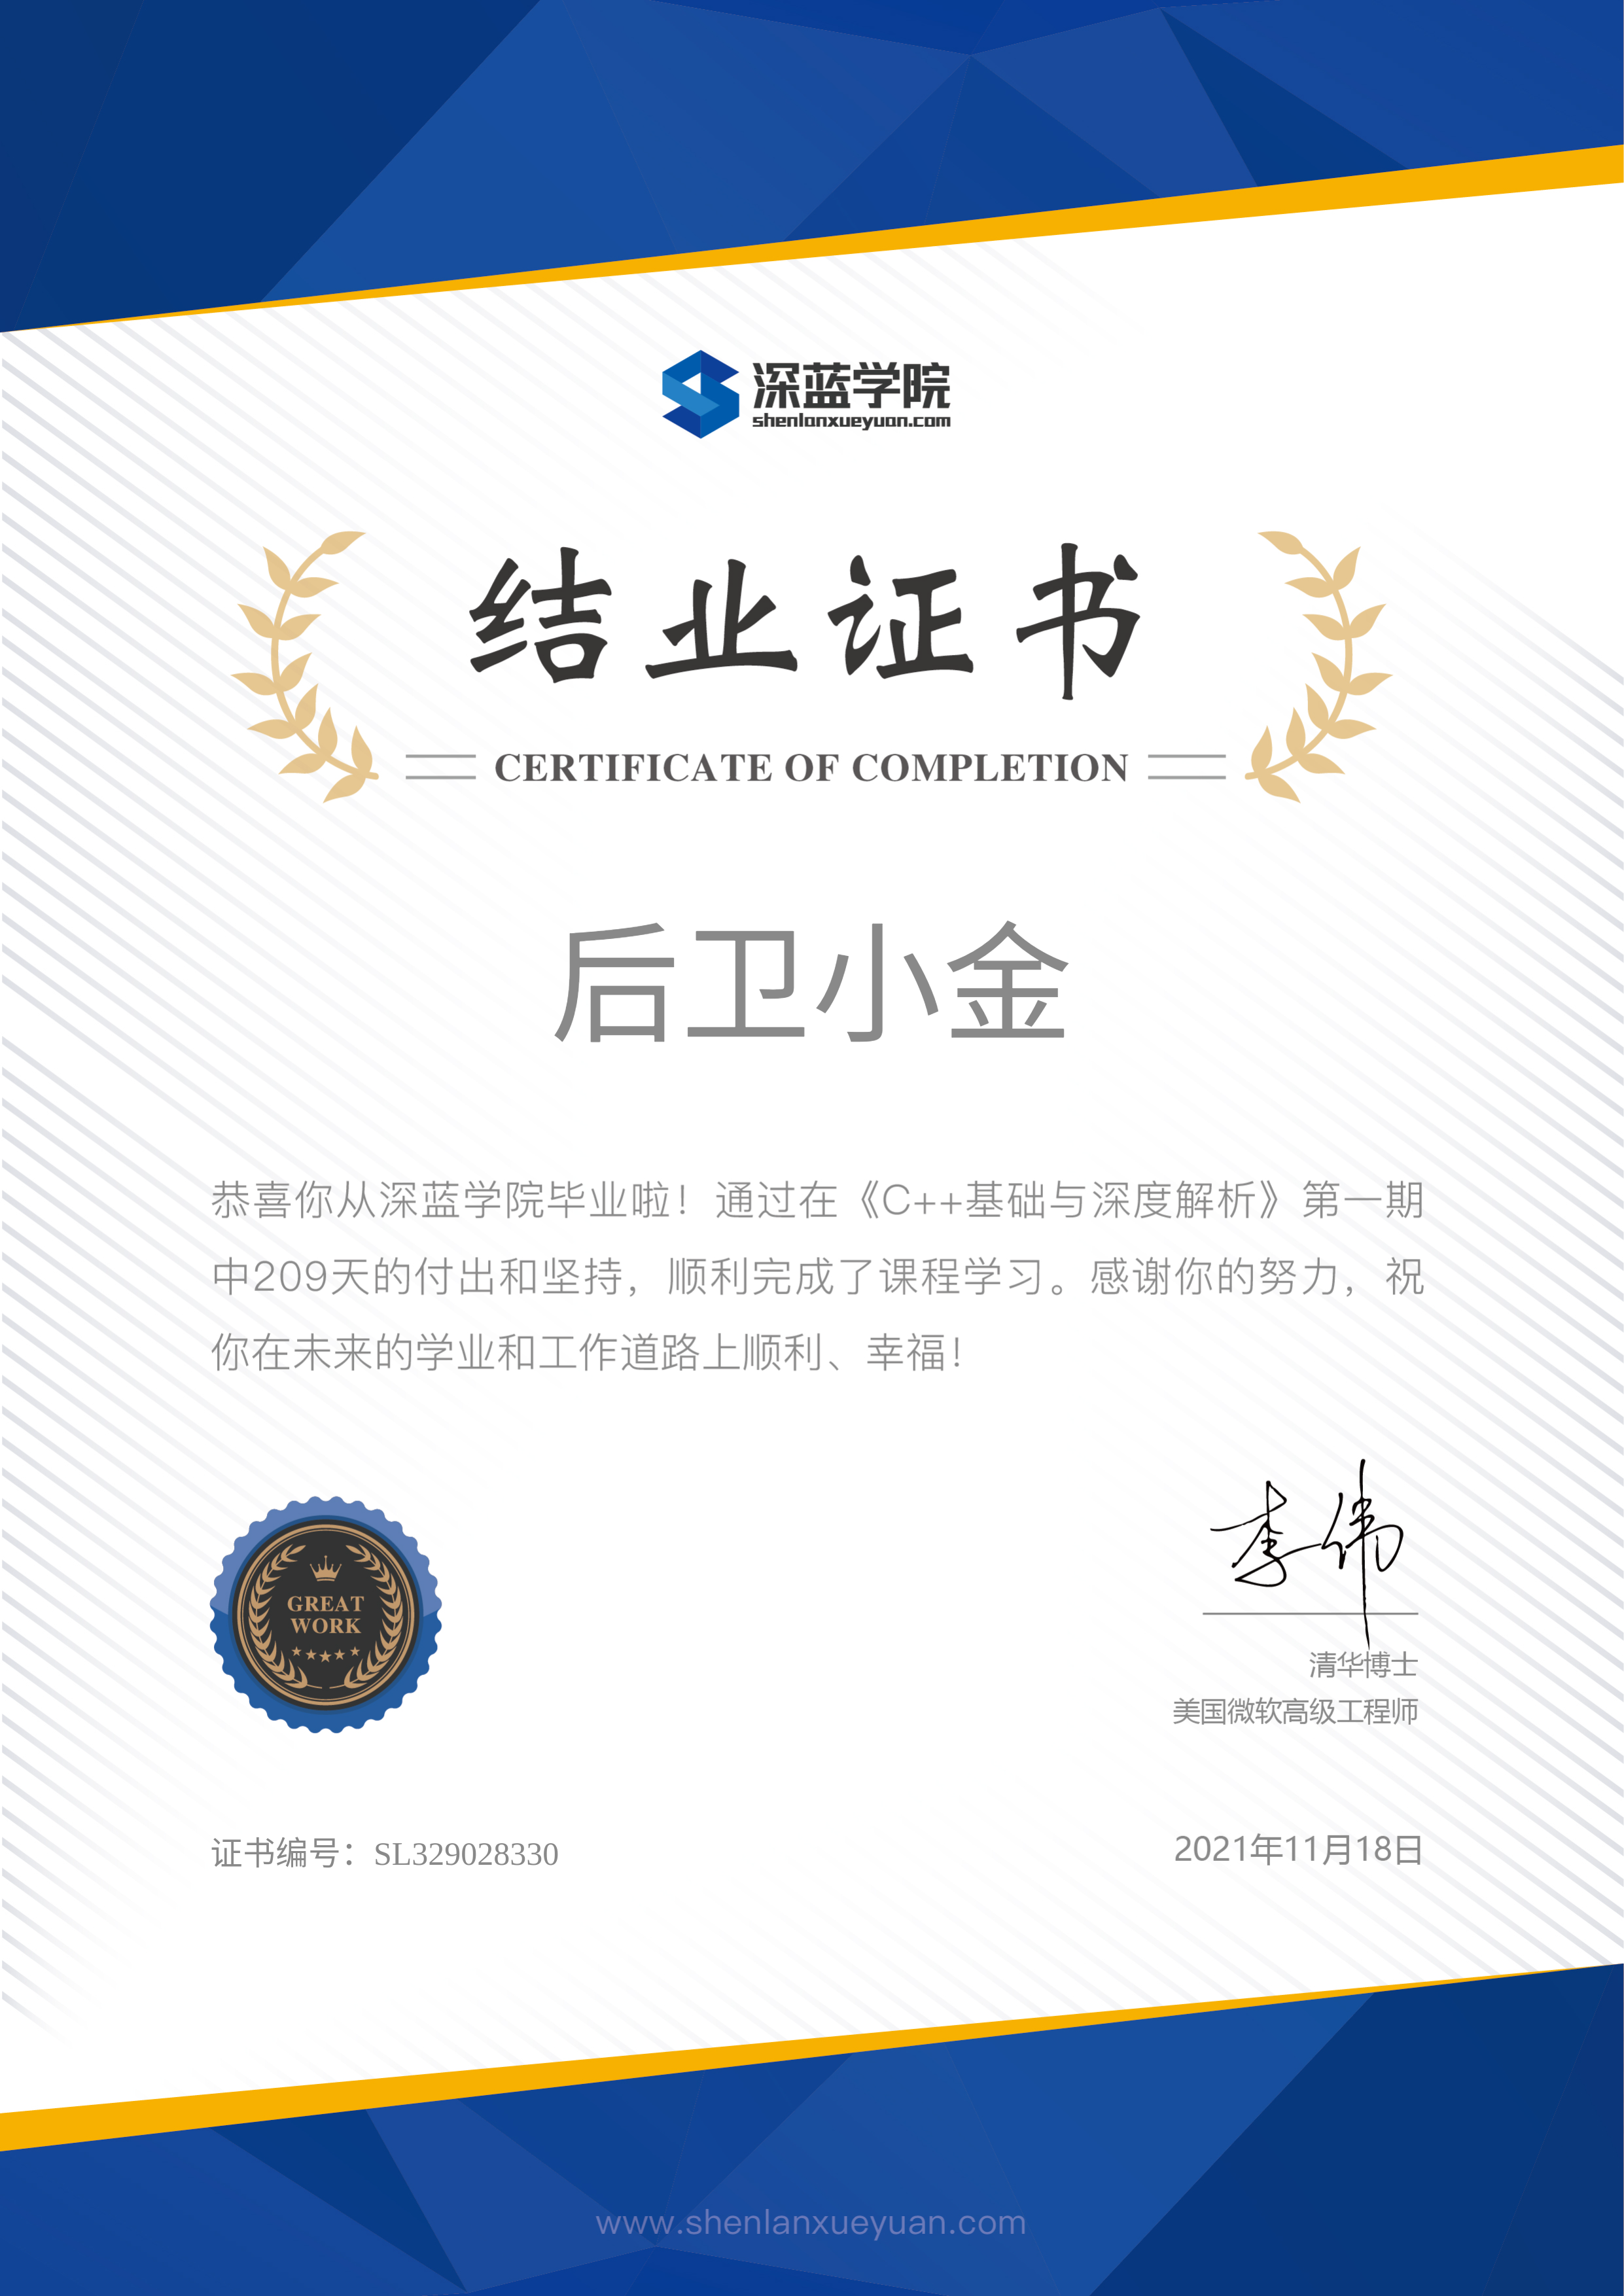 深蓝学院
shenlanxueyuan.com
结业证书
CERTIFICATE OF COMPLETION
后卫小金
恭喜你从深蓝学院毕业啦！通过在《C++基础与深度解析》第一期
中209天的付出和坚持，顺利完成了课程学习。感谢你的努力，祝
你在未来的学业和工作道路上顺利、幸福！
GREAT
WORK
李伟
清华博士
美国微软高级工程师
证书编号：SL329028330
2021年11月18日
www.shenlanxueyuan.com